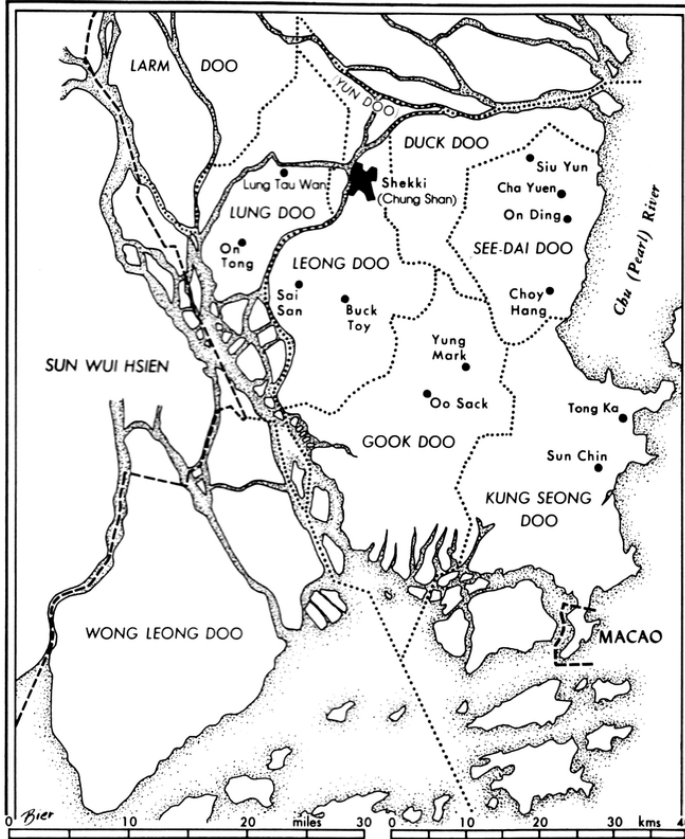 LARM DOO
YUN DOO
DUCK DOO
Lung Tau Wan
Shekki
(Chung Shan)
Siu Yun
Cha Yuen
On Ding
LUNG DOO
On
Tong
LEONG DOO
SEE-DAI DOO
Chu (Pearl) River
Sai
San
Buck
Toy
Choy
Hang
Yung
Mark
SUN WUI HSIEN
Oo Sack
Tong Ka
GOOK DOO
Sun Chin
KUNG SEONG
DOO
WONG LEONG DOO
MACAO
Bier
0 10 20 miles 30 0 10 20 30 kms 40